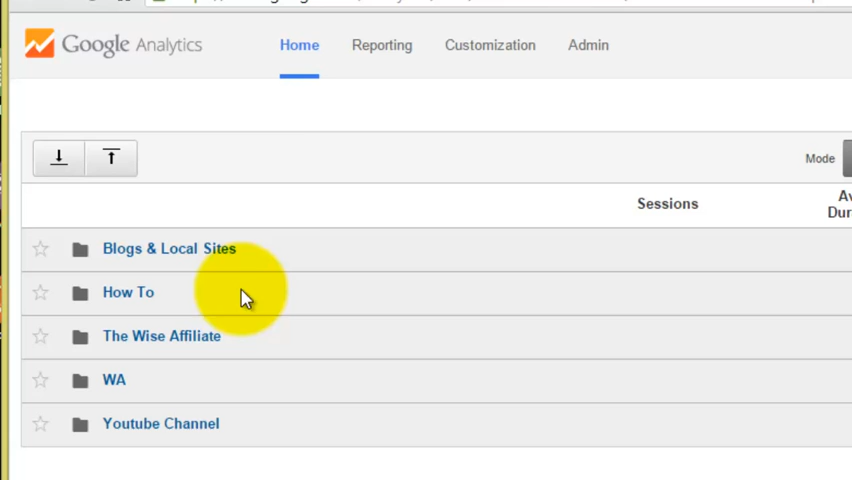 Google Analytics
Home
Reporting
Customization
Admin
Mode
Sessions
Blogs & Local Sites
How To
The Wise Affiliate
WA
Youtube Channel